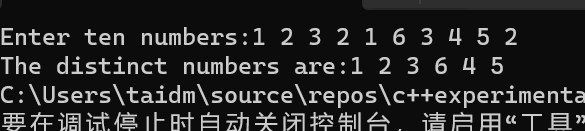 Enter ten numbers:1 2 3 2 1 6 3 4 5 2
The distinct numbers are:1 2 3 6 4 5
C:\Users\taidm\source\repos\c++experimenta
要在调试停止时自动关闭控制台，请启用“工具”